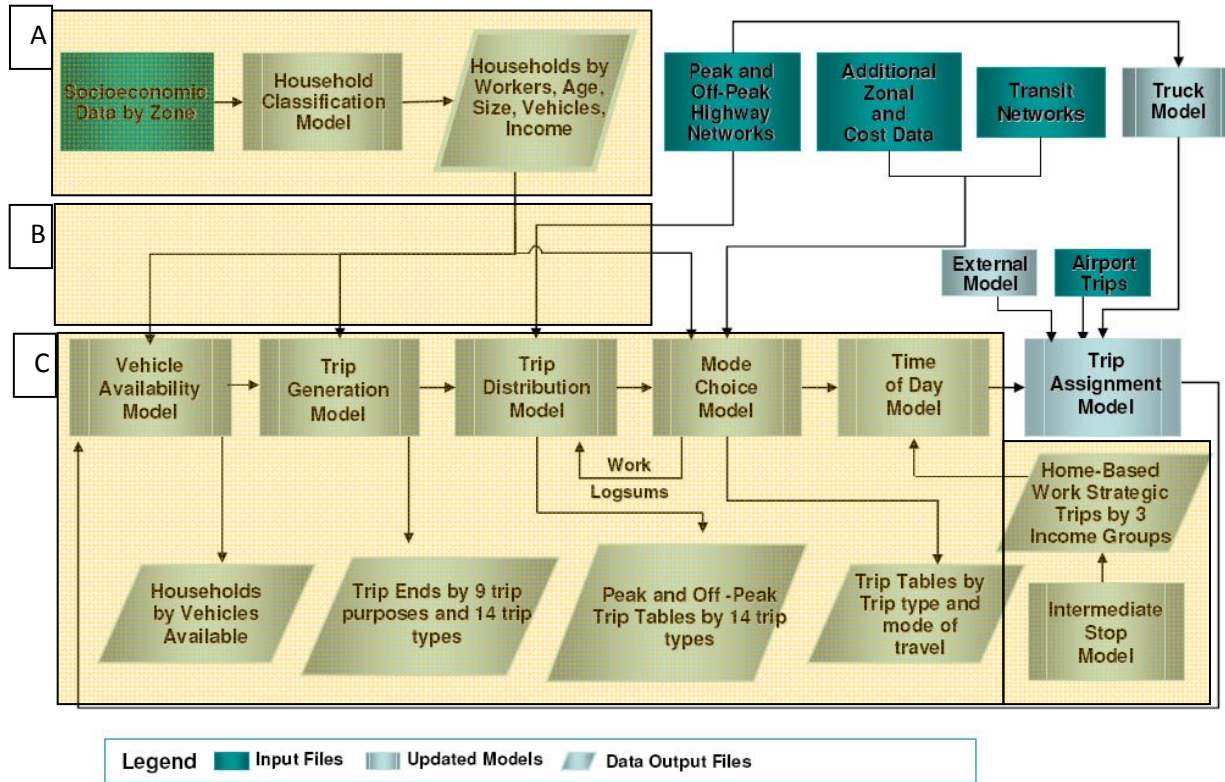 A
Socioeconomic
Data by Zone
Household
Classification
Model
Households by
Workers, Age,
Size, Vehicles,
Income
Peak and
Off-Peak
Highway
Networks
Additional
Zonal
and
Cost Data
Transit
Networks
Truck
Model
B
External
Model
Airport
Trips
C
Vehicle
Availability
Model
Trip
Generation
Model
Trip
Distribution
Model
Mode
Choice
Model
Time
of Day
Model
Trip
Assignment
Model
Work
Logsums
Home-Based
Work Strategic
Trips by 3
Income Groups
Households
by Vehicles
Available
Trip Ends by 9 trip
purposes and 14 trip
types
Peak and Off -Peak
Trip Tables by 14 trip
types
Trip Tables by
Trip type and
mode of
travel
Intermediate
Stop
Model
Legend Input Files Updated Models Data Output Files